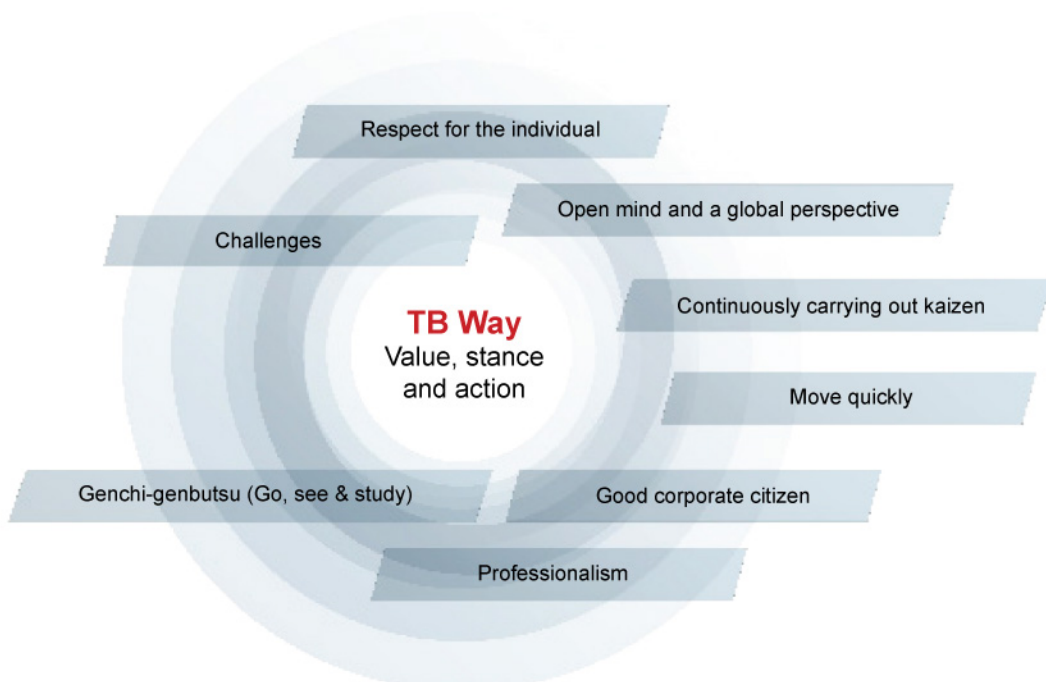 Respect for the individual
Open mind and a global perspective
Challenges
Continuously carrying out kaizen
TB Way
Value, stance
and action
Move quickly
Genchi-genbutsu (Go, see & study)
Good corporate citizen
Professionalism